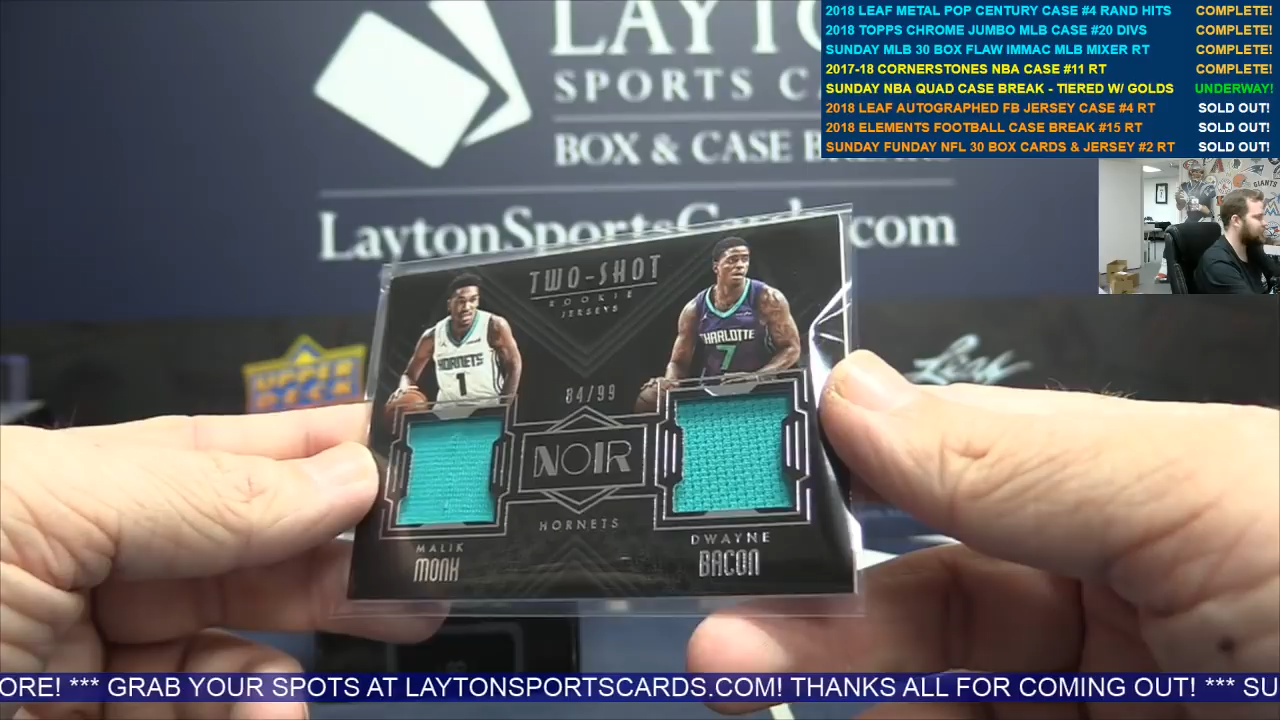 2018 LEAF METAL POP CENTURY CASE #4 RAND HITS COMPLETE!
2018 TOPPS CHROME JUMBO MLB CASE #20 DIVS COMPLETE!
SUNDAY MLB 30 BOX FLAW IMMAC MLB MIXER RT COMPLETE!
2017-18 CORNERSTONES NBA CASE #11 RT COMPLETE!
SUNDAY NBA QUAD CASE BREAK - TIERED W/ GOLDS UNDERWAY!
2018 LEAF AUTOGRAPHED FB JERSEY CASE #4 RT SOLD OUT!
2018 ELEMENTS FOOTBALL CASE BREAK #15 RT SOLD OUT!
SUNDAY FUNDAY NFL 30 BOX CARDS & JERSEY #2 RT SOLD OUT!
LAYTO
SPORTS CA
BOX & CASE BREAKS
LaytonSportsCards.com
GIANTS
UPPER DECK
Leaf
TWO-SHOT
ROOKIE
JERSEYS
HORNETS
1
CHARLOTTE
7
84/99
NOIR
HORNETS
MALIK
MONK
DWAYNE
BACON
ORE! *** GRAB YOUR SPOTS AT LAYTONSPORTSCARDS.COM! THANKS ALL FOR COMING OUT! *** SU